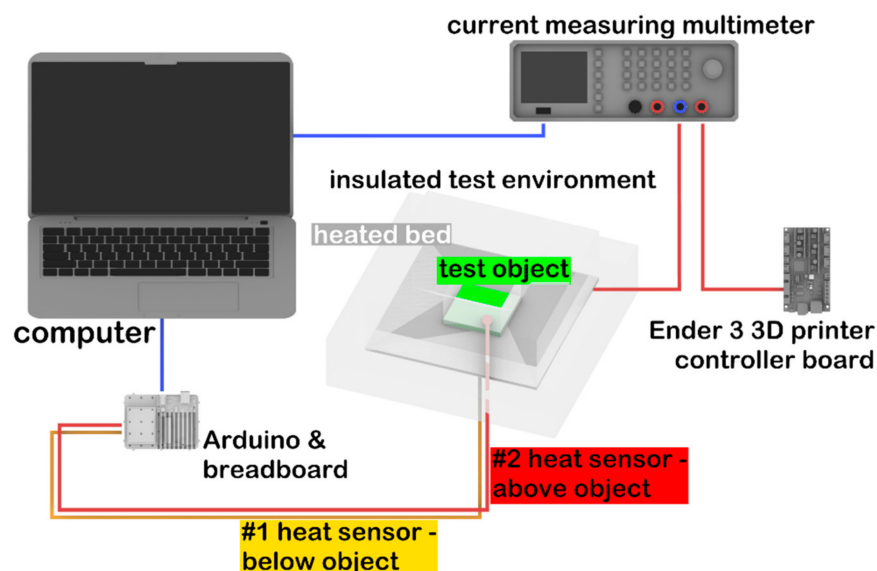 current measuring multimeter
insulated test environment
heated bed
test object
computer
Ender 3 3D printer
controller board
Arduino &
breadboard
#2 heat sensor -
above object
#1 heat sensor -
below object